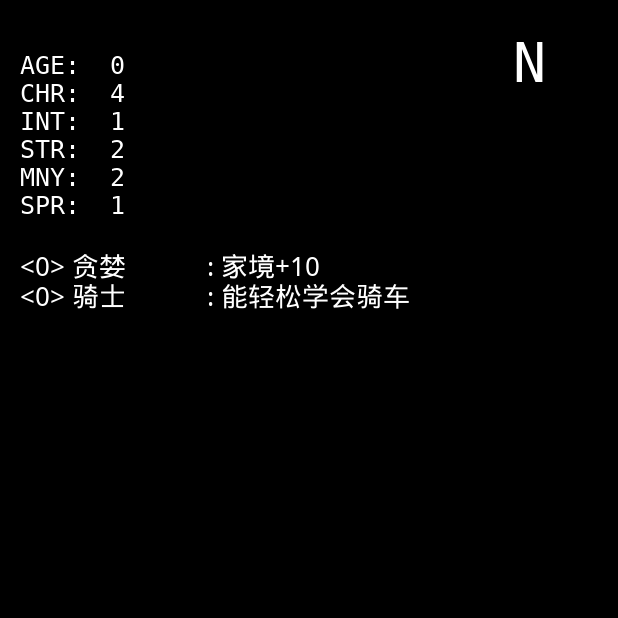 N
AGE: 0
CHR: 4
INT: 1
STR: 2
MNY: 2
SPR: 1
<0> 贪婪 : 家境+10
<0> 骑士 : 能轻松学会骑车